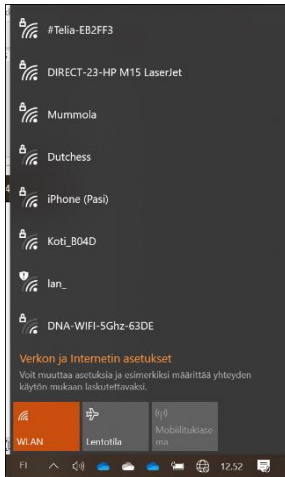 #Telia-EB2FF3
DIRECT-23-HP M15 LaserJet
Mummola
Dutchess
iPhone (Pasi)
Koti_B04D
lan_
DNA-WIFI-5Ghz-63DE
Verkon ja Internetin asetukset
Voit muuttaa asetuksia ja esimerkiksi määrittää yhteyden
käytön mukaan laskutettavaksi.
WLAN
Lentotila
Mobiilitukiase
ma
FI
12.52